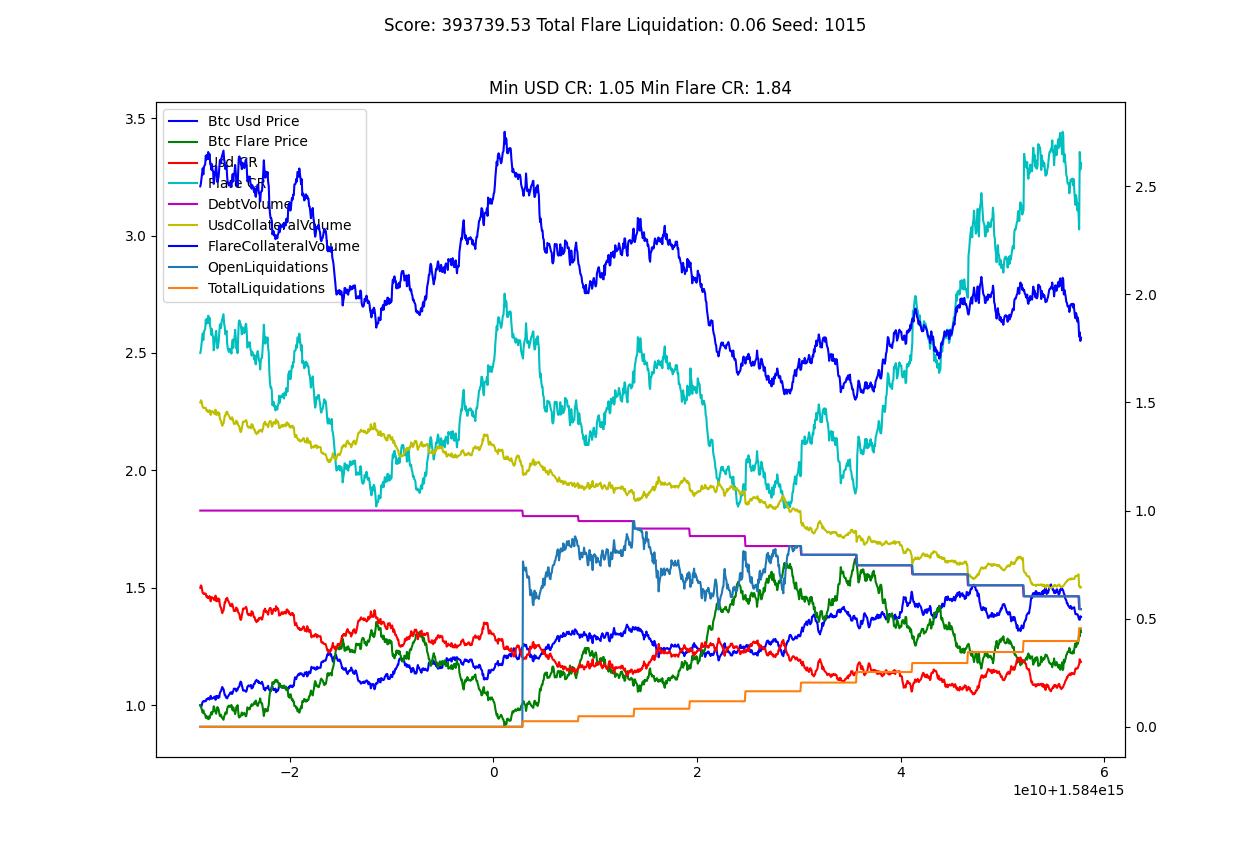 Score: 393739.53 Total Flare Liquidation: 0.06 Seed: 1015
Min USD CR: 1.05 Min Flare CR: 1.84
Btc Usd Price
Btc Flare Price
Usd CR
Flare CR
DebtVolume
UsdCollateralVolume
FlareCollateralVolume
OpenLiquidations
TotalLiquidations
3.5
3.0
2.5
2.0
1.5
1.0
2.5
2.0
1.5
1.0
0.5
0.0
−2 0 2 4 6
1e10+1.584e15